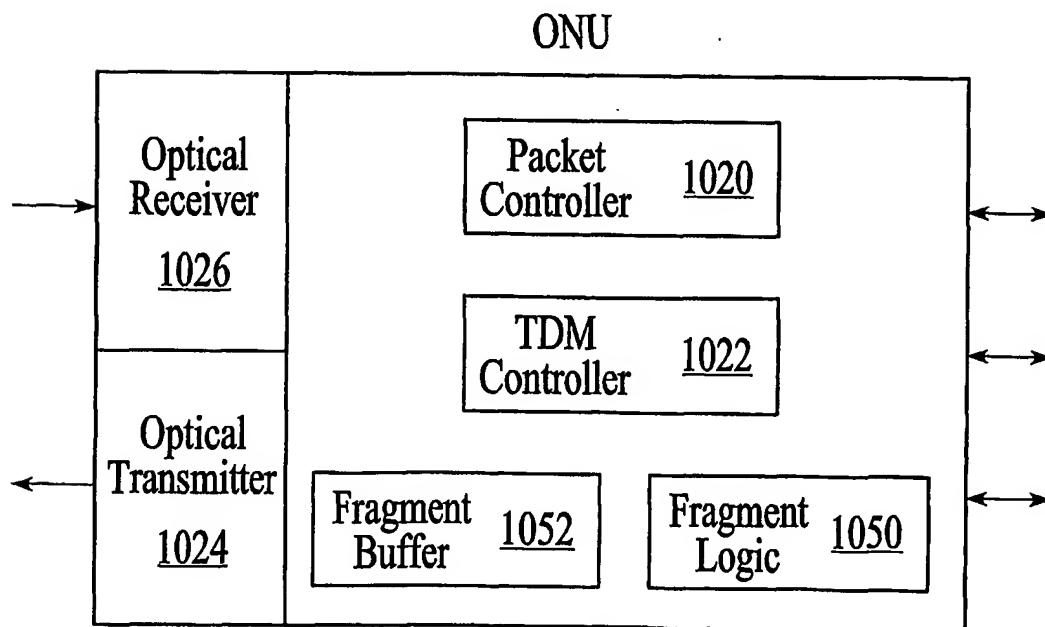 ONU
Optical
Receiver
1026
Packet
Controller
1020
TDM
Controller
1022
Optical
Transmitter
1024
Fragment
Buffer
1052
Fragment
Logic
1050